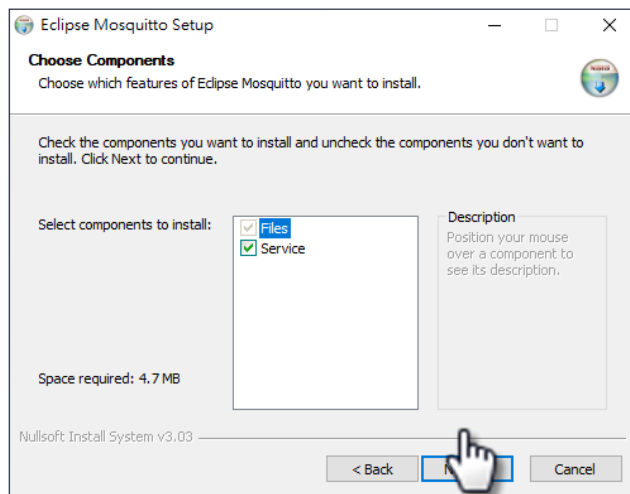 Eclipse Mosquitto Setup
Choose Components
Choose which features of Eclipse Mosquitto you want to install.
Check the components you want to install and uncheck the components you don't want to
install. Click Next to continue.
Select components to install:
Files
Service
Description
Position your mouse
over a component to
see its description.
Space required: 4.7 MB
Nullsoft Install System v3.03
< Back
Cancel